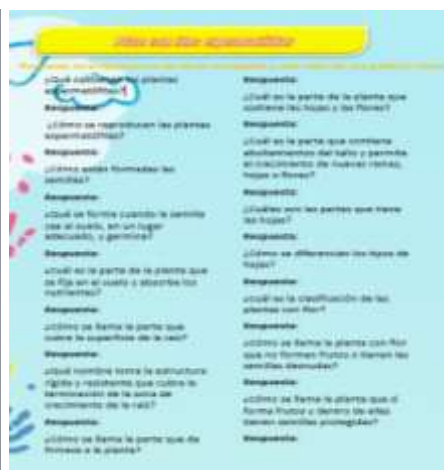 ¿Qué plantas
Respuesta:
¿Cómo se reproducen las plantas
espermatófitas?
Respuesta:
¿Cómo están formadas las
semillas?
Respuesta:
¿Qué se forma cuando la semilla
cae al suelo, en un lugar
adecuado, y germina?
Respuesta:
¿Cuál es la parte de la planta que
se fija en el suelo y absorbe los
nutrientes?
Respuesta:
¿Cómo se llama la parte que
cubre la superficie de la raíz?
Respuesta:
¿Qué nombre toma la estructura
rígida y resistente que cubre la
terminación de la zona de
crecimiento de la raíz?
Respuesta:
¿Cómo se llama la parte que da
firmeza a la planta?
Respuesta:
¿Cuál es la parte de la planta que
contiene las hojas y las flores?
Respuesta:
¿Cuál es la parte que contiene
abultamientos del tallo y permite
el crecimiento de nuevas ramas,
hojas o flores?
Respuesta:
¿Cuáles son las partes que tiene
las hojas?
Respuesta:
¿Cómo se diferencian los tipos de
hojas?
Respuesta:
¿Cuál es la clasificación de las
plantas con flor?
Respuesta:
¿Cómo se llama la planta con flor
que no forman frutos o tienen las
semillas desnudas?
Respuesta:
¿Cómo se llama la planta que sí
forma frutos y dentro de ellos
tienen semillas protegidas?
Respuesta: